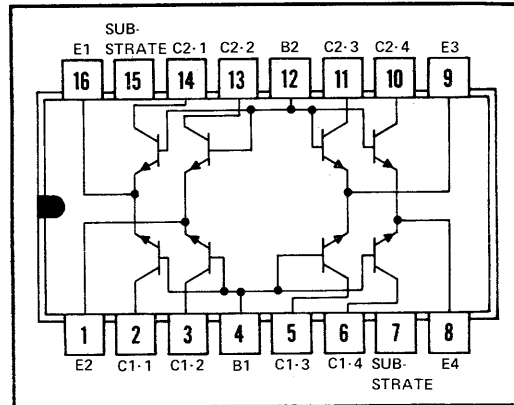 SUB-
E1 STRATE C2·1 C2·2 B2 C2·3 C2·4 E3
16 15 14 13 12 11 10 9
1 2 3 4 5 6 7 8
E2 C1·1 C1·2 B1 C1·3 C1·4 SUB- E4
STRATE